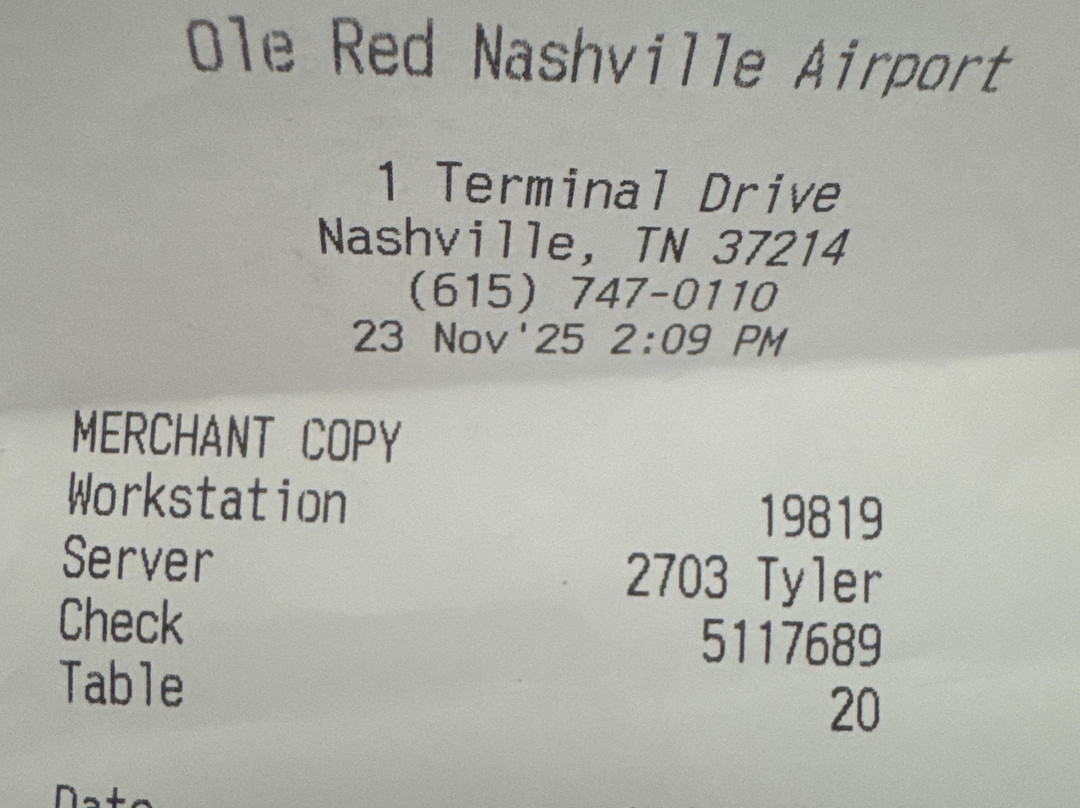 Ole Red Nashville Airport
1 Terminal Drive
Nashville, TN 37214
(615) 747-0110
23 Nov'25 2:09 PM
MERCHANT COPY
Workstation 19819
Server 2703 Tyler
Check 5117689
Table 20
Date